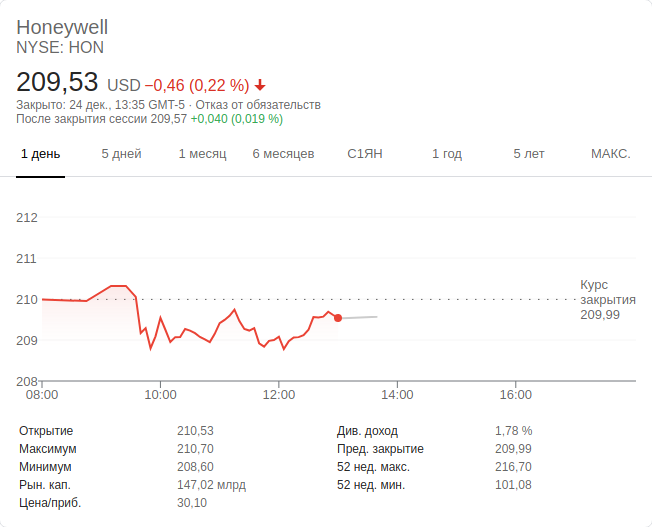 Honeywell
NYSE: HON
209,53 USD −0,46 (0,22 %)
Закрыто: 24 дек., 13:35 GMT-5 · Отказ от обязательств
После закрытия сессии 209,57 +0,040 (0,019 %)
1 день 5 дней 1 месяц 6 месяцев С1ЯН 1 год 5 лет МАКС.
212
211
Курс
210 закрытия
209,99
209
208
08:00 10:00 12:00 14:00 16:00
Открытие 210,53 Див. доход 1,78 %
Максимум 210,70 Пред. закрытие 209,99
Минимум 208,60 52 нед. макс. 216,70
Рын. кап. 147,02 млрд 52 нед. мин. 101,08
Цена/приб. 30,10